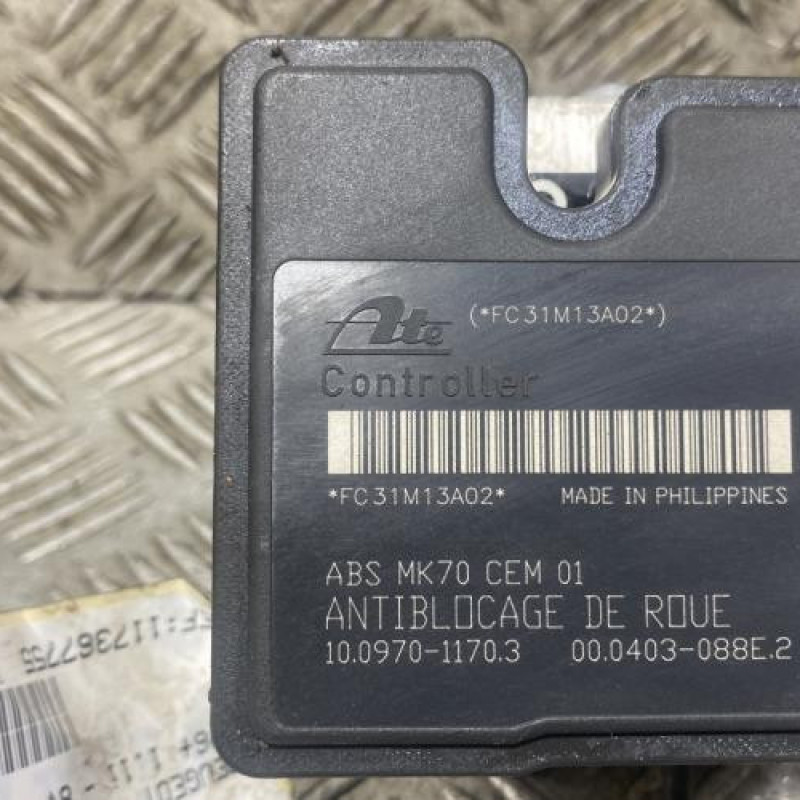 Ate (*FC31M13A02*)
Controller
*FC31M13A02* MADE IN PHILIPPINES
ABS MK70 CEM 01
ANTIBLOCAGE DE ROUE
10.0970-1170.3 00.0403-088E.2
F:117367755